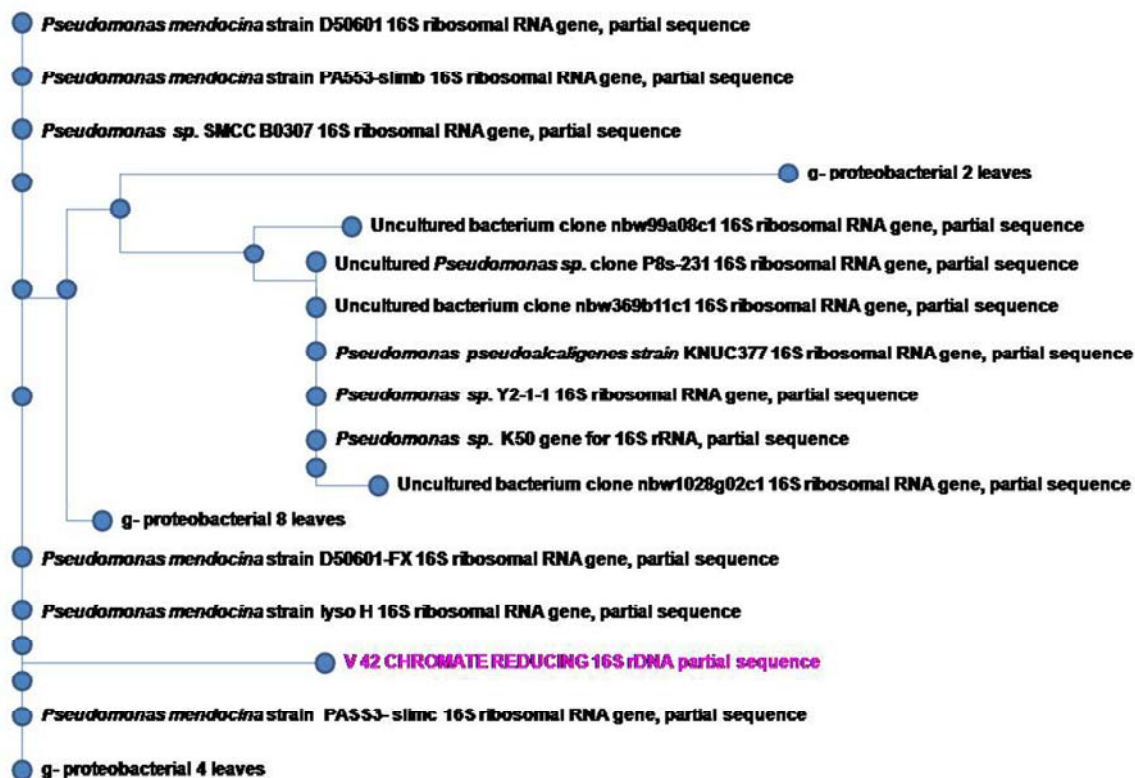 Pseudomonas mendocina strain D50601 16S ribosomal RNA gene, partial sequence
Pseudomonas mendocina strain PASS3-slimb 16S ribosomal RNA gene, partial sequence
Pseudomonas sp. SMCC B0307 16S ribosomal RNA gene, partial sequence
g- proteobacterial 2 leaves
Uncultured bacterium clone nbw99a08c1 16S ribosomal RNA gene, partial sequence
Uncultured Pseudomonas sp. clone P8s-231 16S ribosomal RNA gene, partial sequence
Uncultured bacterium clone nbw369b11c1 16S ribosomal RNA gene, partial sequence
Pseudomonas pseudoalcaligenes strain KNUC377 16S ribosomal RNA gene, partial sequence
Pseudomonas sp. Y2-1-1 16S ribosomal RNA gene, partial sequence
Pseudomonas sp. K50 gene for 16S rRNA, partial sequence
Uncultured bacterium clone nbw1028g02c1 16S ribosomal RNA gene, partial sequence
g- proteobacterial 8 leaves
Pseudomonas mendocina strain D50601-FX 16S ribosomal RNA gene, partial sequence
Pseudomonas mendocina strain lyso H 16S ribosomal RNA gene, partial sequence
V 42 CHROMATE REDUCING 16S rDNA partial sequence
Pseudomonas mendocina strain PASS3- slimc 16S ribosomal RNA gene, partial sequence
g- proteobacterial 4 leaves